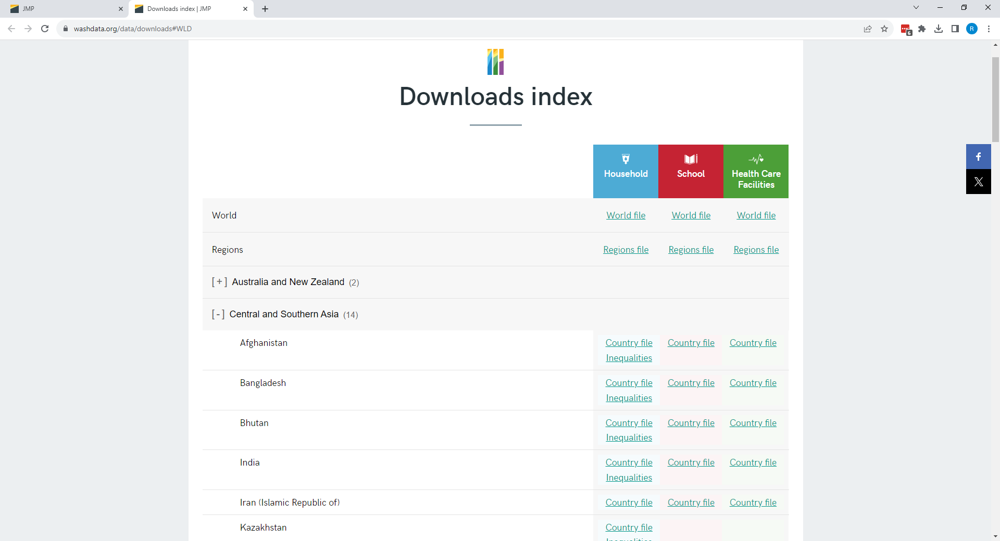 JMP
Downloads index | JMP
washdata.org/data/downloads#WLD
6
R
Downloads index
Household
School
Health Care
Facilities
World World file World file World file
Regions Regions file Regions file Regions file
[+] Australia and New Zealand (2)
[-] Central and Southern Asia (14)
Afghanistan Country file Country file Country file
Inequalities
Bangladesh Country file Country file Country file
Inequalities
Bhutan Country file Country file Country file
Inequalities
India Country file Country file Country file
Inequalities
Iran (Islamic Republic of) Country file Country file Country file
Kazakhstan Country file